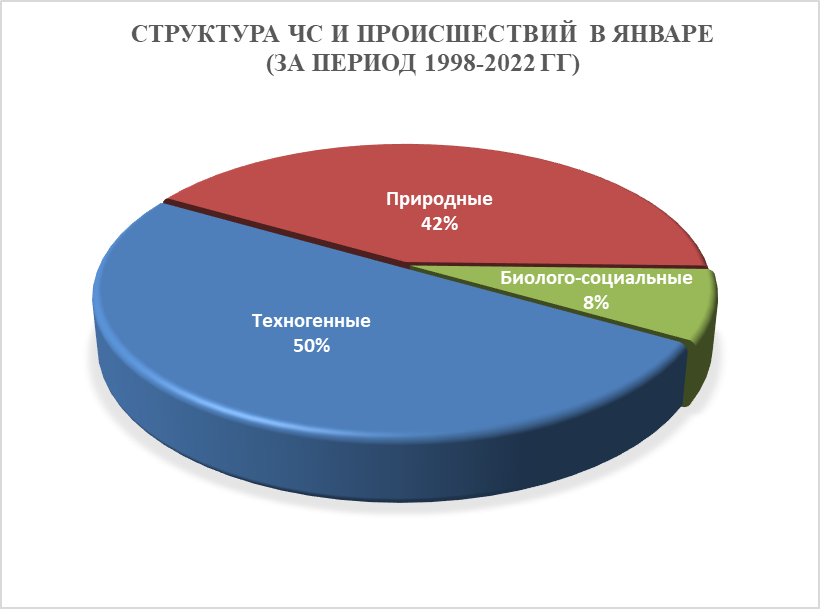 СТРУКТУРА ЧС И ПРОИСШЕСТВИЙ В ЯНВАРЕ
(ЗА ПЕРИОД 1998-2022 ГГ)
Природные
42%
Биолого-социальные
8%
Техногенные
50%